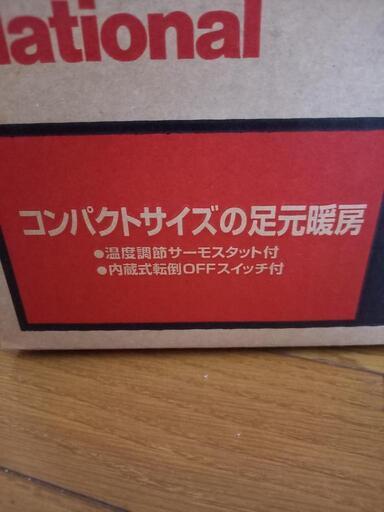 National
コンパクトサイズの足元暖房
●温度調節サーモスタット付
●内蔵式転倒OFFスイッチ付